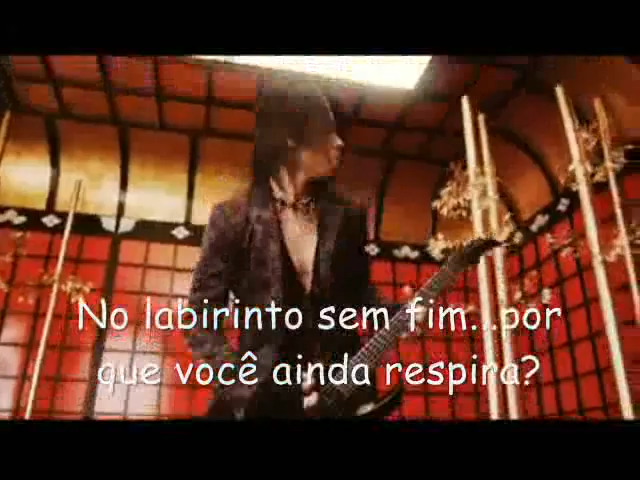 No labirinto sem fim...por
que você ainda respira?